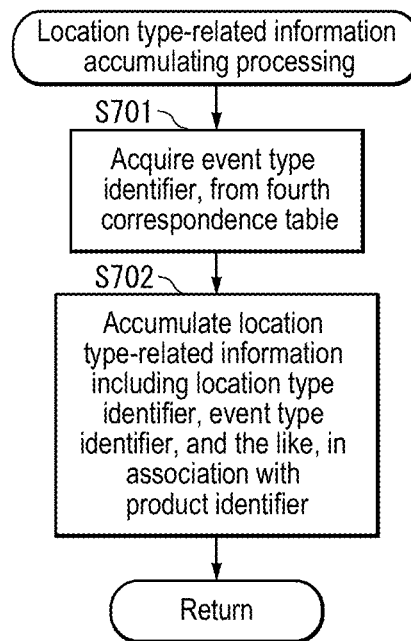 Location type-related information
accumulating processing
S701
Acquire event type
identifier, from fourth
correspondence table
S702
Accumulate location
type-related information
including location type
identifier, event type
identifier, and the like, in
association with
product identifier
Return